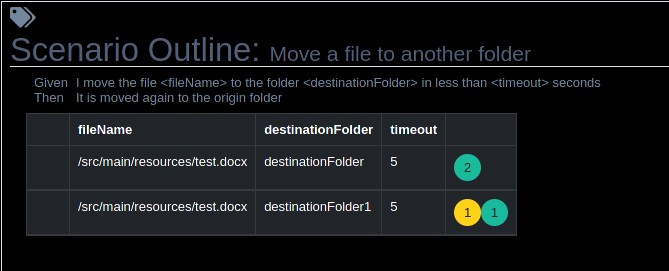 Scenario Outline: Move a file to another folder
Given I move the file <fileName> to the folder <destinationFolder> in less than <timeout> seconds
Then It is moved again to the origin folder
fileName destinationFolder timeout
/src/main/resources/test.docx destinationFolder 5 2
/src/main/resources/test.docx destinationFolder1 5 1 1